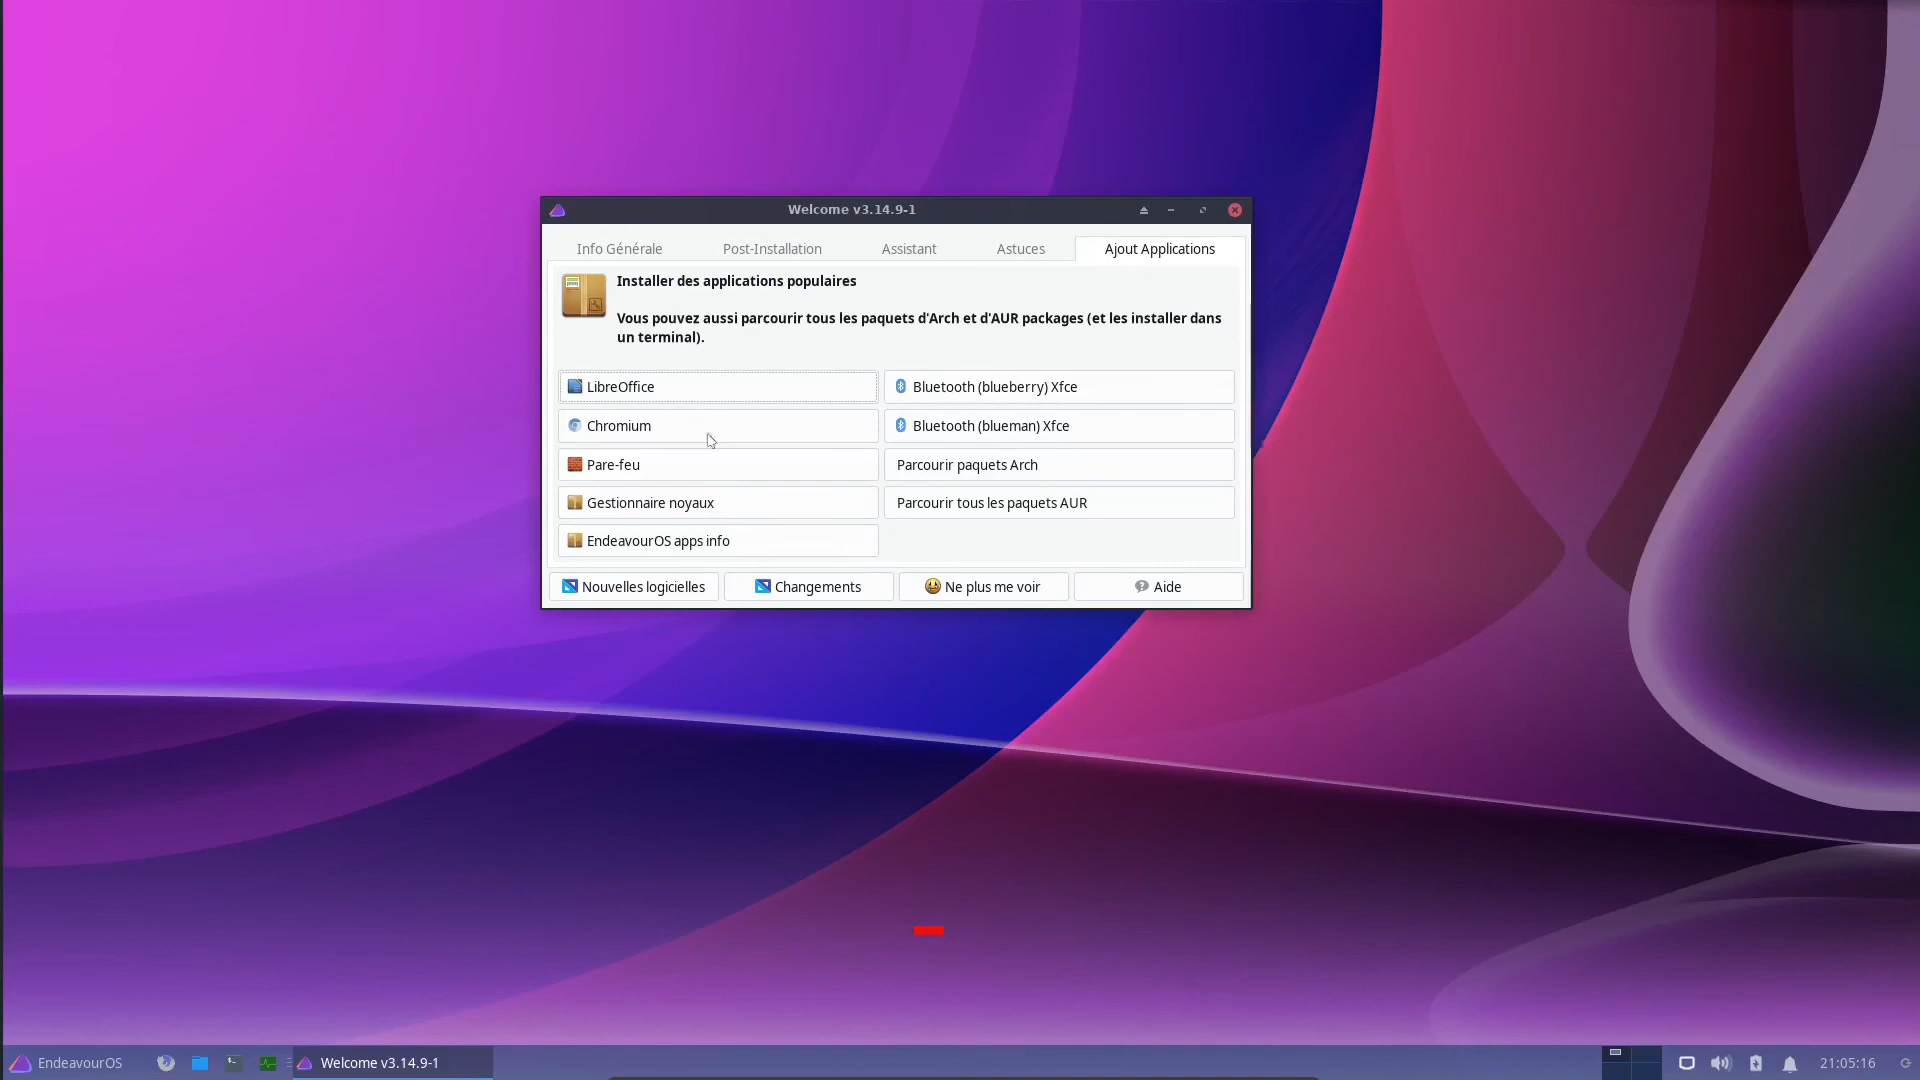 Welcome v3.14.9-1
Info Générale
Post-Installation
Assistant
Astuces
Ajout Applications
Installer des applications populaires
Vous pouvez aussi parcourir tous les paquets d'Arch et d'AUR packages (et les installer dans
un terminal).
LibreOffice
Bluetooth (blueberry) Xfce
Chromium
Bluetooth (blueman) Xfce
Pare-feu
Parcourir paquets Arch
Gestionnaire noyaux
Parcourir tous les paquets AUR
EndeavourOS apps info
Nouvelles logicielles
Changements
Ne plus me voir
Aide
EndeavourOS
Welcome v3.14.9-1
21:05:16